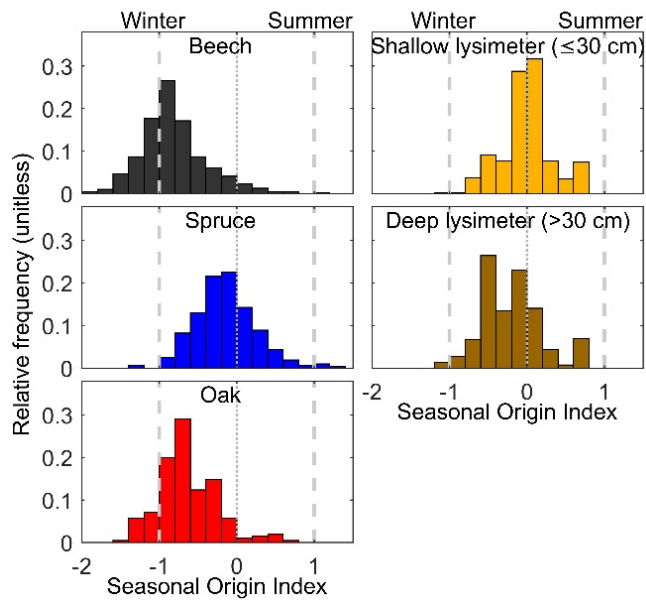 Winter Summer
Beech
0.3
0.2
0.1
0
Spruce
0.3
0.2
0.1
0
Oak
0.3
0.2
0.1
0
-2 -1 0 1
Seasonal Origin Index
Relative frequency (unitless)
Winter Summer
Shallow lysimeter (≤30 cm)
Deep lysimeter (>30 cm)
-2 -1 0 1
Seasonal Origin Index